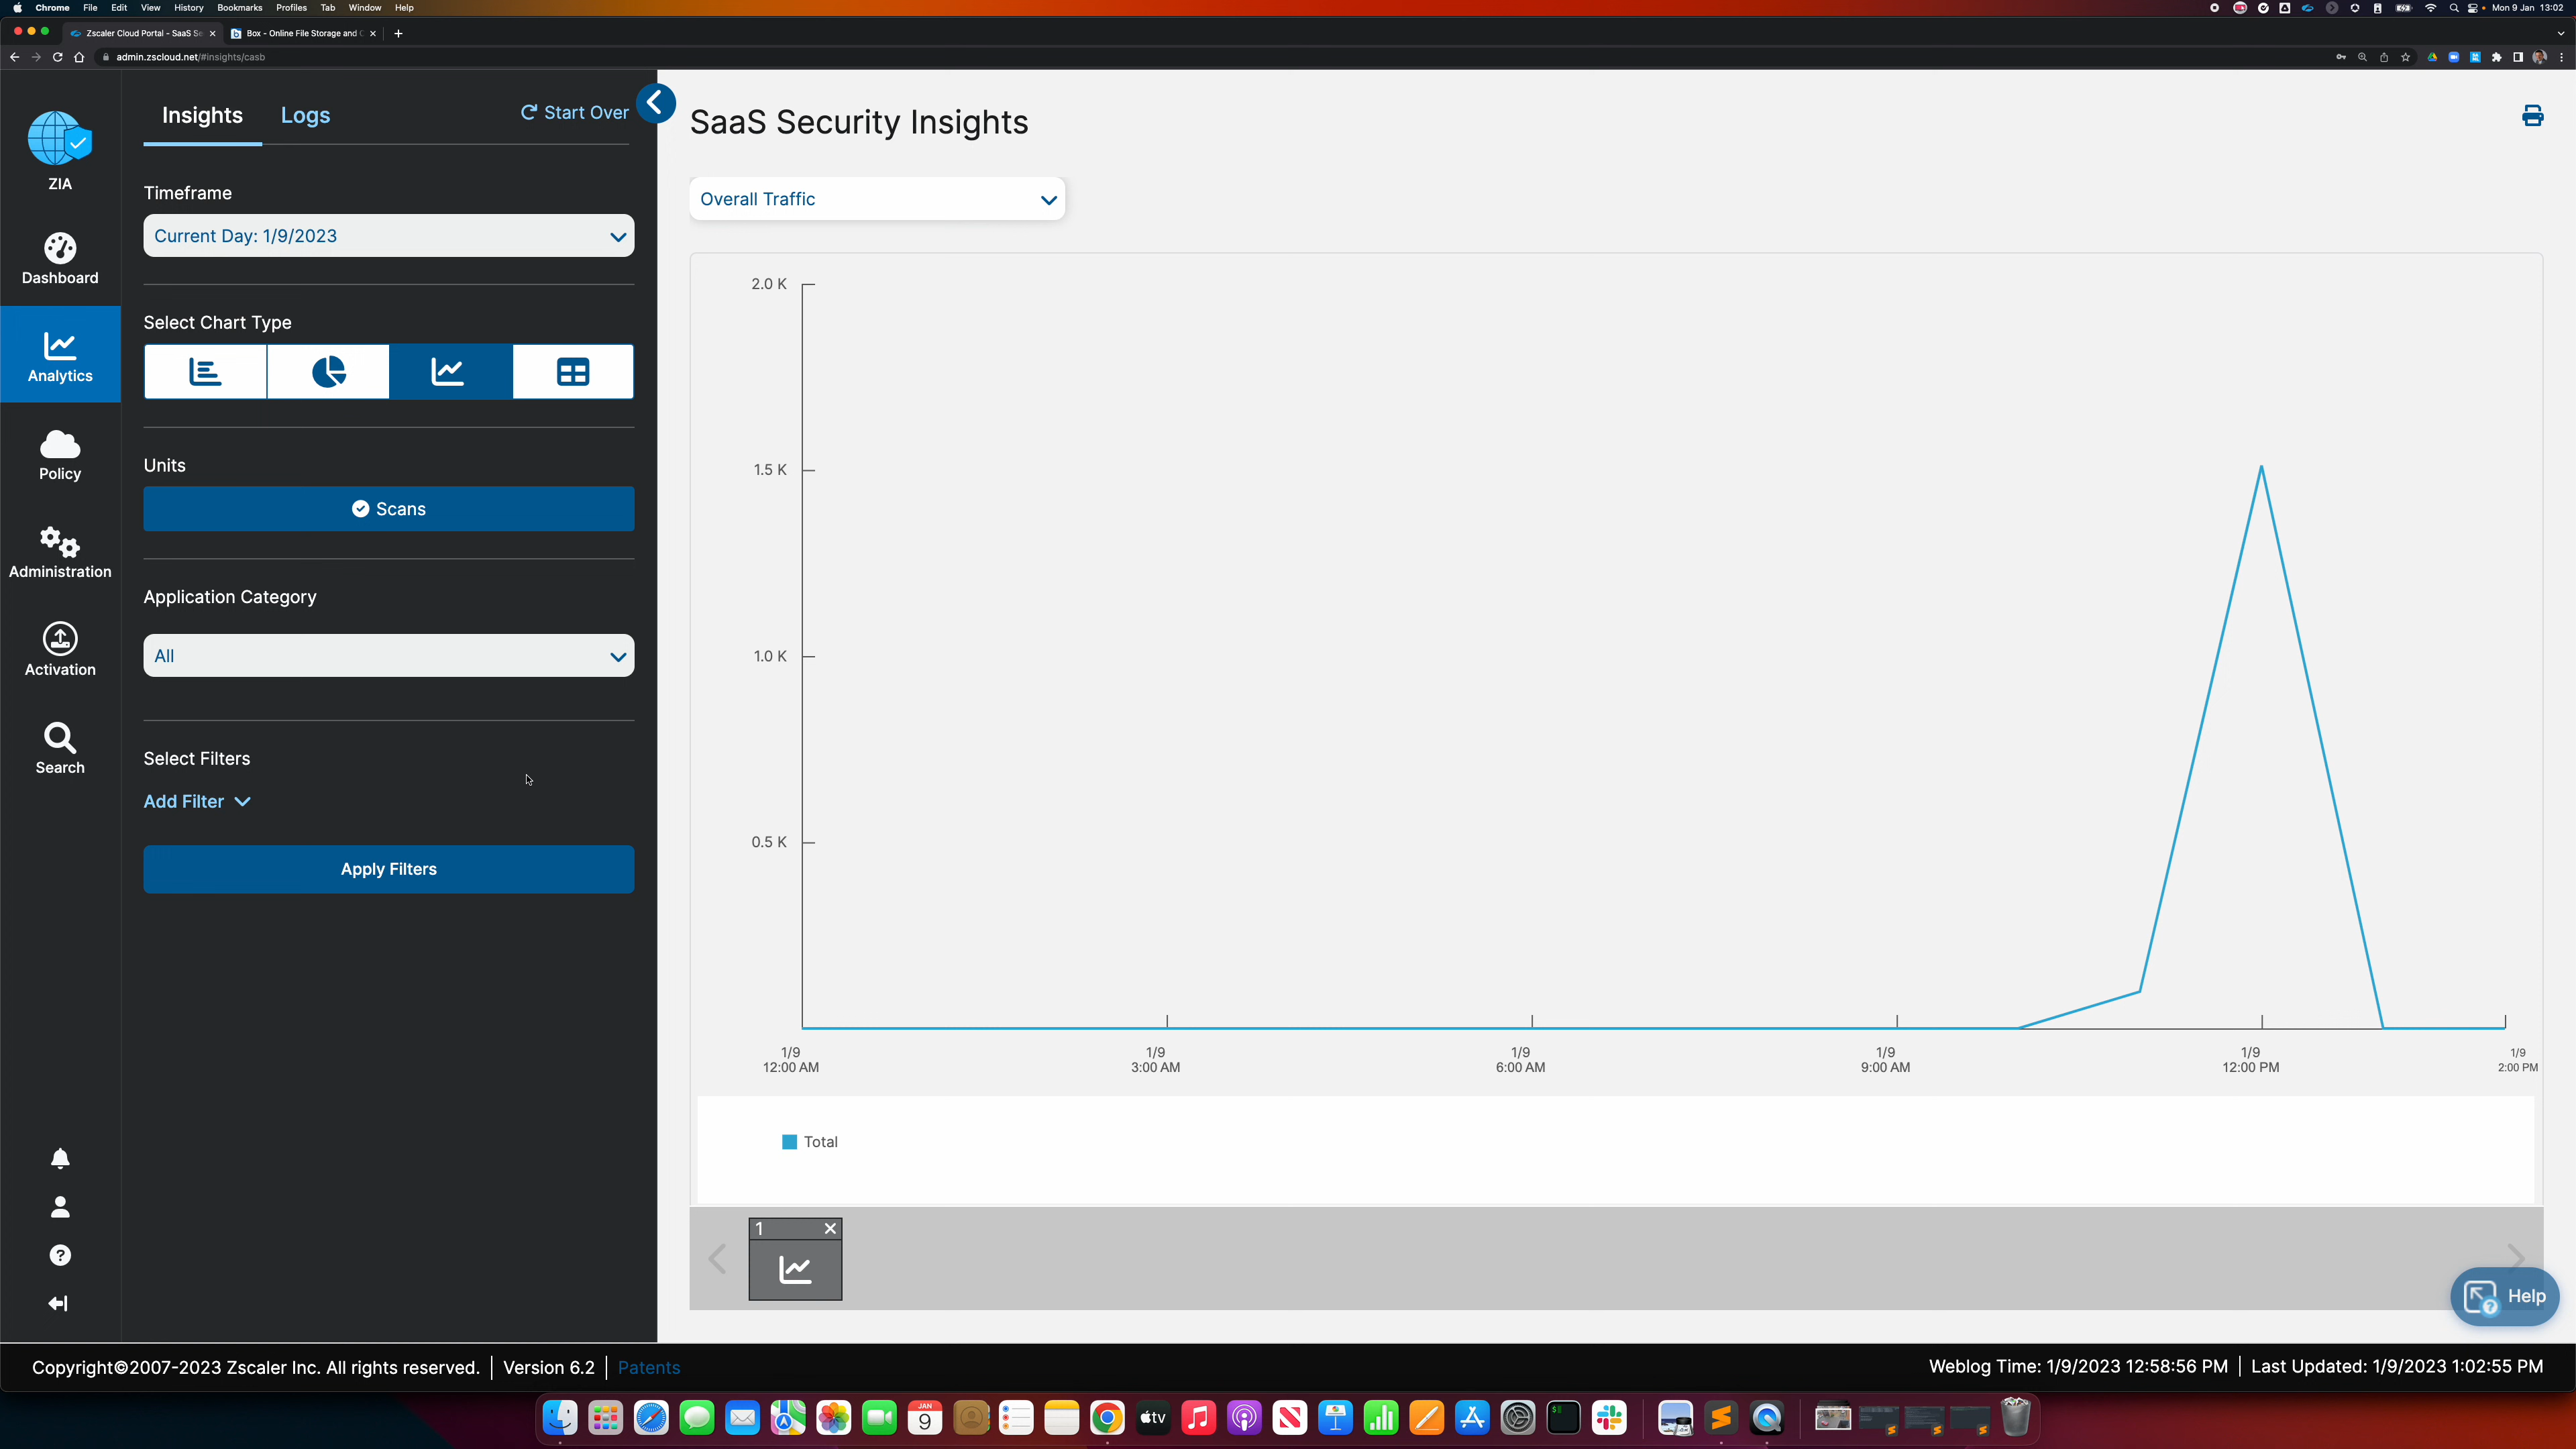 Chrome File Edit View History Bookmarks Profiles Tab Window Help
Mon 9 Jan 13:02
Zscaler Cloud Portal - SaaS Se
Box - Online File Storage and
admin.zscloud.net/#insights/casb
Insights Logs Start Over
ZIA
Dashboard
Analytics
Policy
Administration
Activation
Search
Timeframe
Current Day: 1/9/2023
Select Chart Type
Units
Scans
Application Category
All
Select Filters
Add Filter
Apply Filters
SaaS Security Insights
Overall Traffic
2.0 K
1.5 K
1.0 K
0.5 K
1/9 1/9 1/9 1/9 1/9 1/9
12:00 AM 3:00 AM 6:00 AM 9:00 AM 12:00 PM 2:00 PM
Total
1
Help
Copyright©2007-2023 Zscaler Inc. All rights reserved. Version 6.2 Patents
Weblog Time: 1/9/2023 12:58:56 PM Last Updated: 1/9/2023 1:02:55 PM
JAN
9
tv